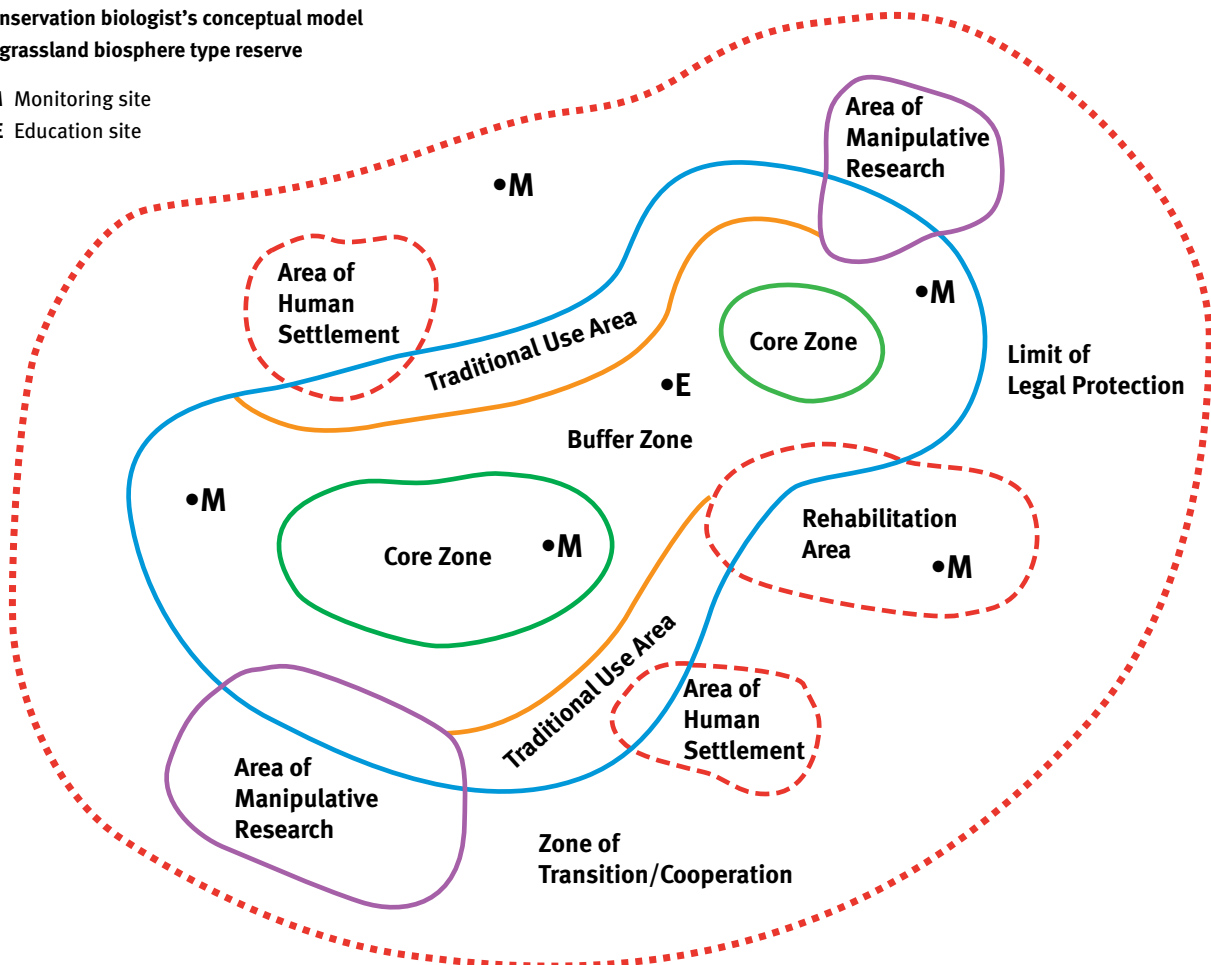 nservation biologist’s conceptual model
grassland biosphere type reserve
M Monitoring site
E Education site
Area of
Manipulative
Research
•M
Area of
Human
Settlement
•M
Traditional Use Area
Core Zone
Limit of
Legal Protection
•E
Buffer Zone
•M
Core Zone
•M
Rehabilitation
Area
•M
Traditional Use Area
Area of
Human
Settlement
Area of
Manipulative
Research
Zone of
Transition/Cooperation